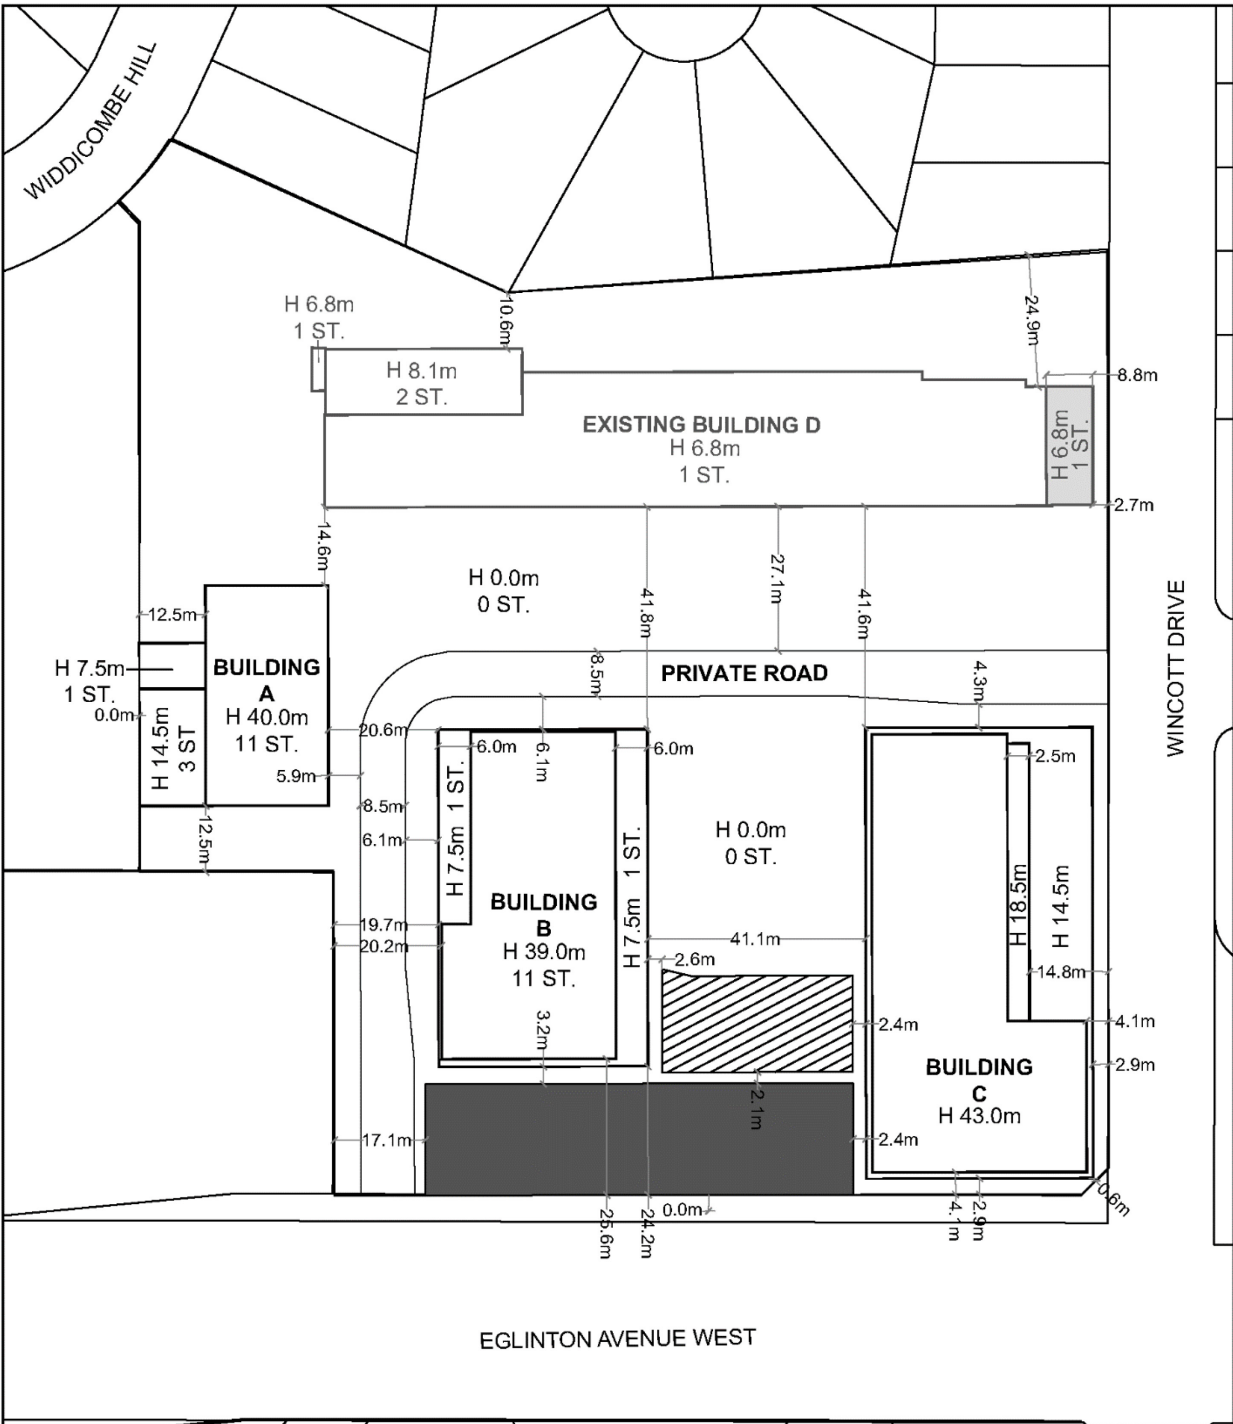 WIDDICOMBE HILL
H 6.8m
1 ST.
10.6m
24.9m
H 8.1m
2 ST.
8.8m
EXISTING BUILDING D
H 6.8m
1 ST.
H 6.8m
1 ST.
2.7m
14.6m
27.1m
H 0.0m
0 ST.
41.8m
41.6m
12.5m
WINCOTT DRIVE
H 7.5m
1 ST.
BUILDING
A
H 40.0m
11 ST.
8.5m
PRIVATE ROAD
4.3m
0.0m
H 14.5m
3 ST
20.6m
6.0m
6.1m
6.0m
2.5m
5.9m
8.5m
12.5m
6.1m
H 7.5m 1 ST.
H 7.5m 1 ST.
H 0.0m
0 ST.
H 18.5m
H 14.5m
BUILDING
B
H 39.0m
11 ST.
19.7m
20.2m
41.1m
2.6m
14.8m
3.2m
2.4m
4.1m
2.9m
BUILDING
C
H 43.0m
2.1m
17.1m
2.4m
0.6m
25.6m
24.2m
0.0m
4.1m
2.9m
EGLINTON AVENUE WEST